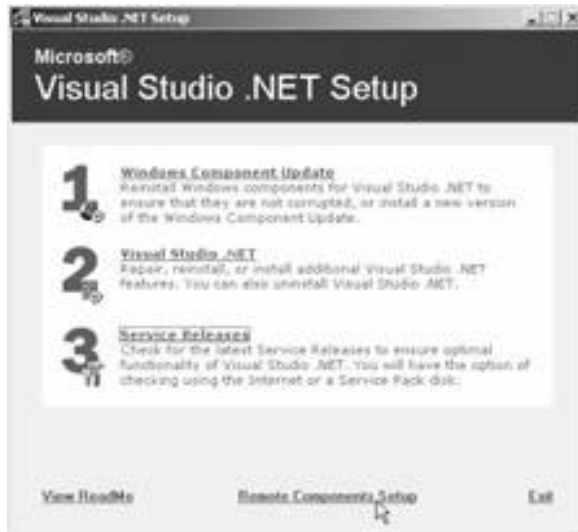 Visual Studio .NET Setup
Microsoft®
Visual Studio .NET Setup
1
Windows Component Update
Reinstall Windows components for Visual Studio .NET to
ensure that they are not corrupted, or install a new version
of the Windows Component Update.
2
Visual Studio .NET
Repair, reinstall, or install additional Visual Studio .NET
features. You can also uninstall Visual Studio .NET.
3
Service Releases
Check for the latest Service Releases to ensure optimal
functionality of Visual Studio .NET. You will have the option of
checking using the Internet or a Service Pack disk.
View ReadMe
Remote Components Setup
Exit